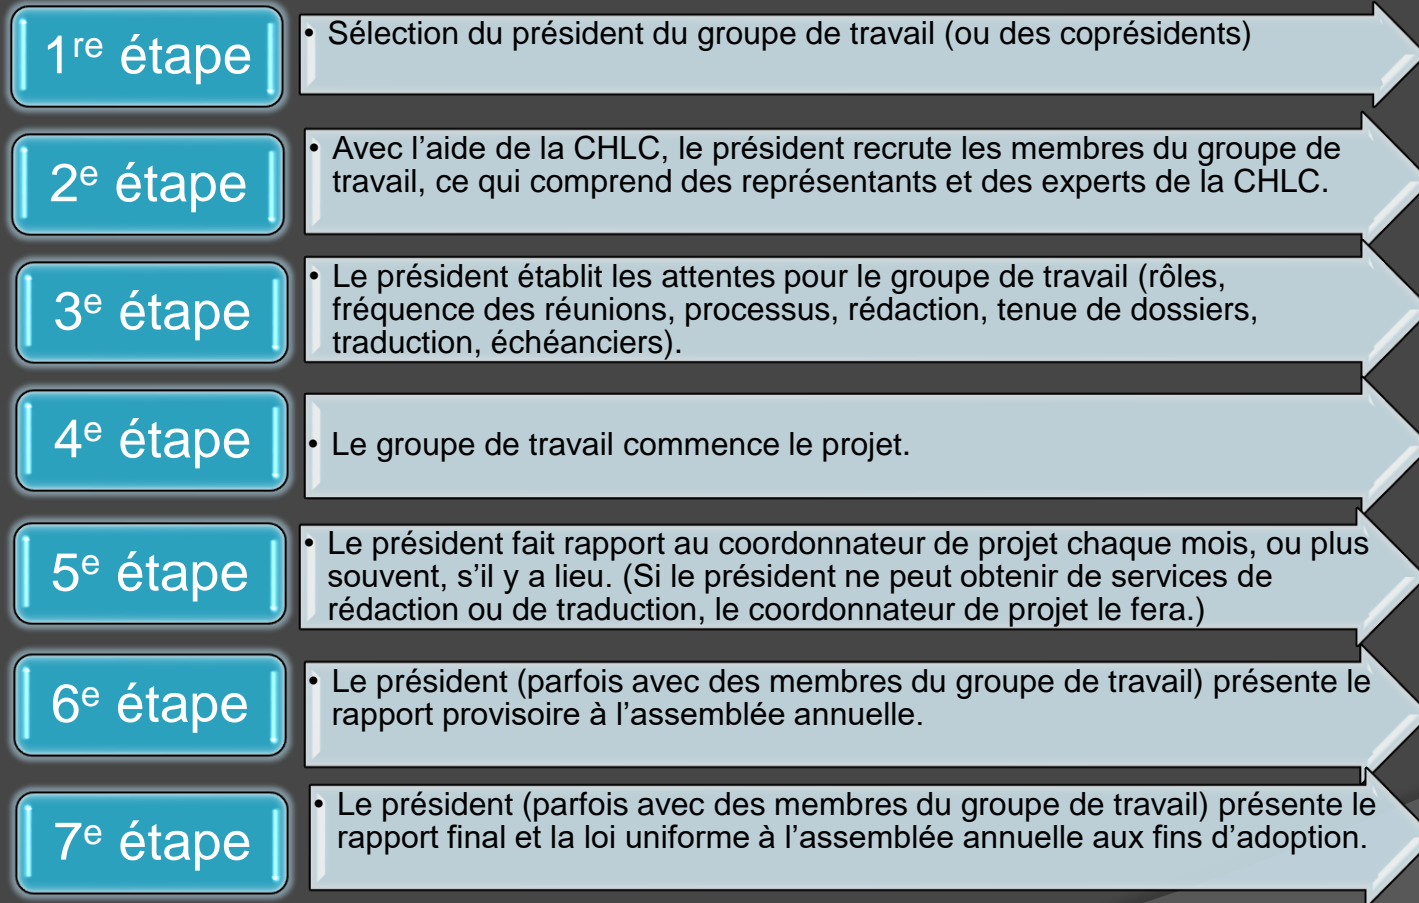 1re étape
• Sélection du président du groupe de travail (ou des coprésidents)
2e étape
• Avec l’aide de la CHLC, le président recrute les membres du groupe de
travail, ce qui comprend des représentants et des experts de la CHLC.
3e étape
• Le président établit les attentes pour le groupe de travail (rôles,
fréquence des réunions, processus, rédaction, tenue de dossiers,
traduction, échéanciers).
4e étape
• Le groupe de travail commence le projet.
5e étape
• Le président fait rapport au coordonnateur de projet chaque mois, ou plus
souvent, s’il y a lieu. (Si le président ne peut obtenir de services de
rédaction ou de traduction, le coordonnateur de projet le fera.)
6e étape
• Le président (parfois avec des membres du groupe de travail) présente le
rapport provisoire à l’assemblée annuelle.
7e étape
• Le président (parfois avec des membres du groupe de travail) présente le
rapport final et la loi uniforme à l’assemblée annuelle aux fins d’adoption.